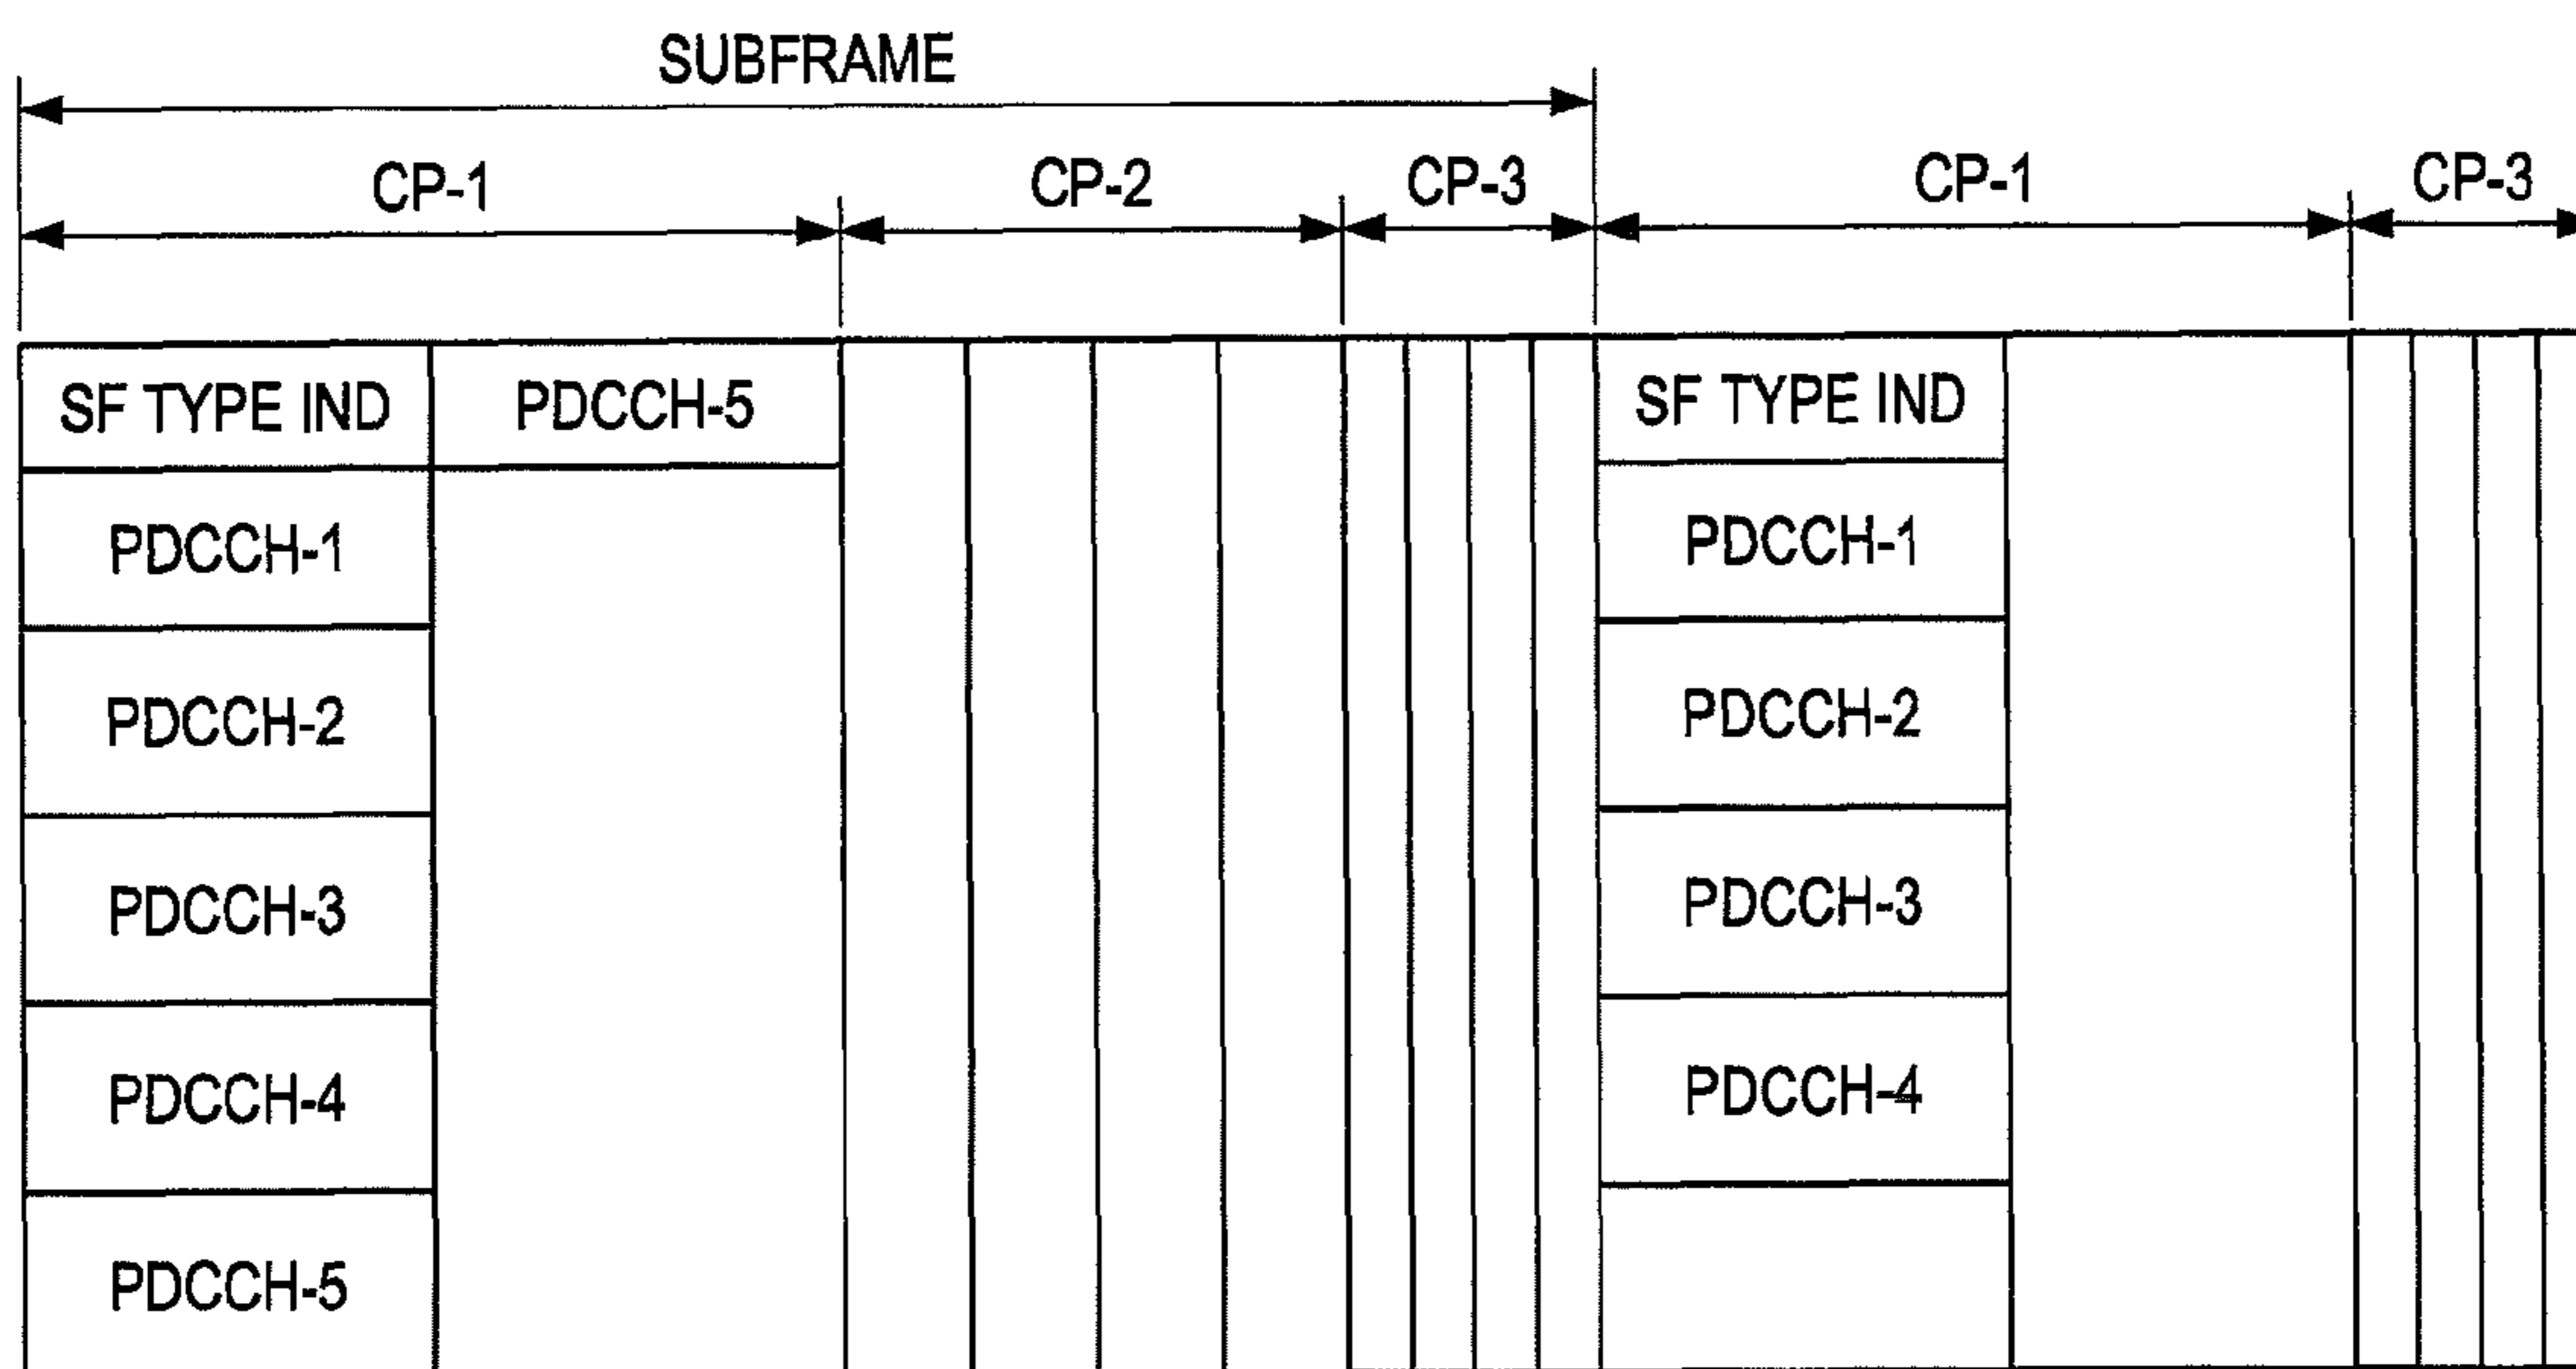 SUBFRAME
CP-1 CP-2 CP-3 CP-1 CP-3
SF TYPE IND PDCCH-5 SF TYPE IND
PDCCH-1 PDCCH-1
PDCCH-2 PDCCH-2
PDCCH-3 PDCCH-3
PDCCH-4 PDCCH-4
PDCCH-5